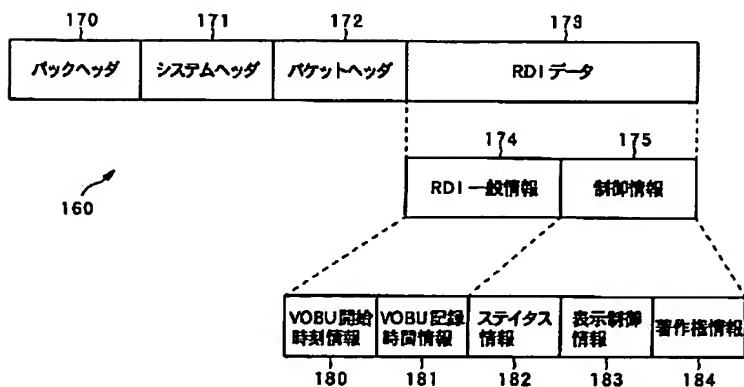 170 171 172 173
パックヘッダ システムヘッダ パケットヘッダ RDIデータ
174 175
RDI一般情報 制御情報
160
VOBU開始 VOBU記録 ステイタス 表示制御 著作権情報
時刻情報 時間情報 情報 情報
180 181 182 183 184